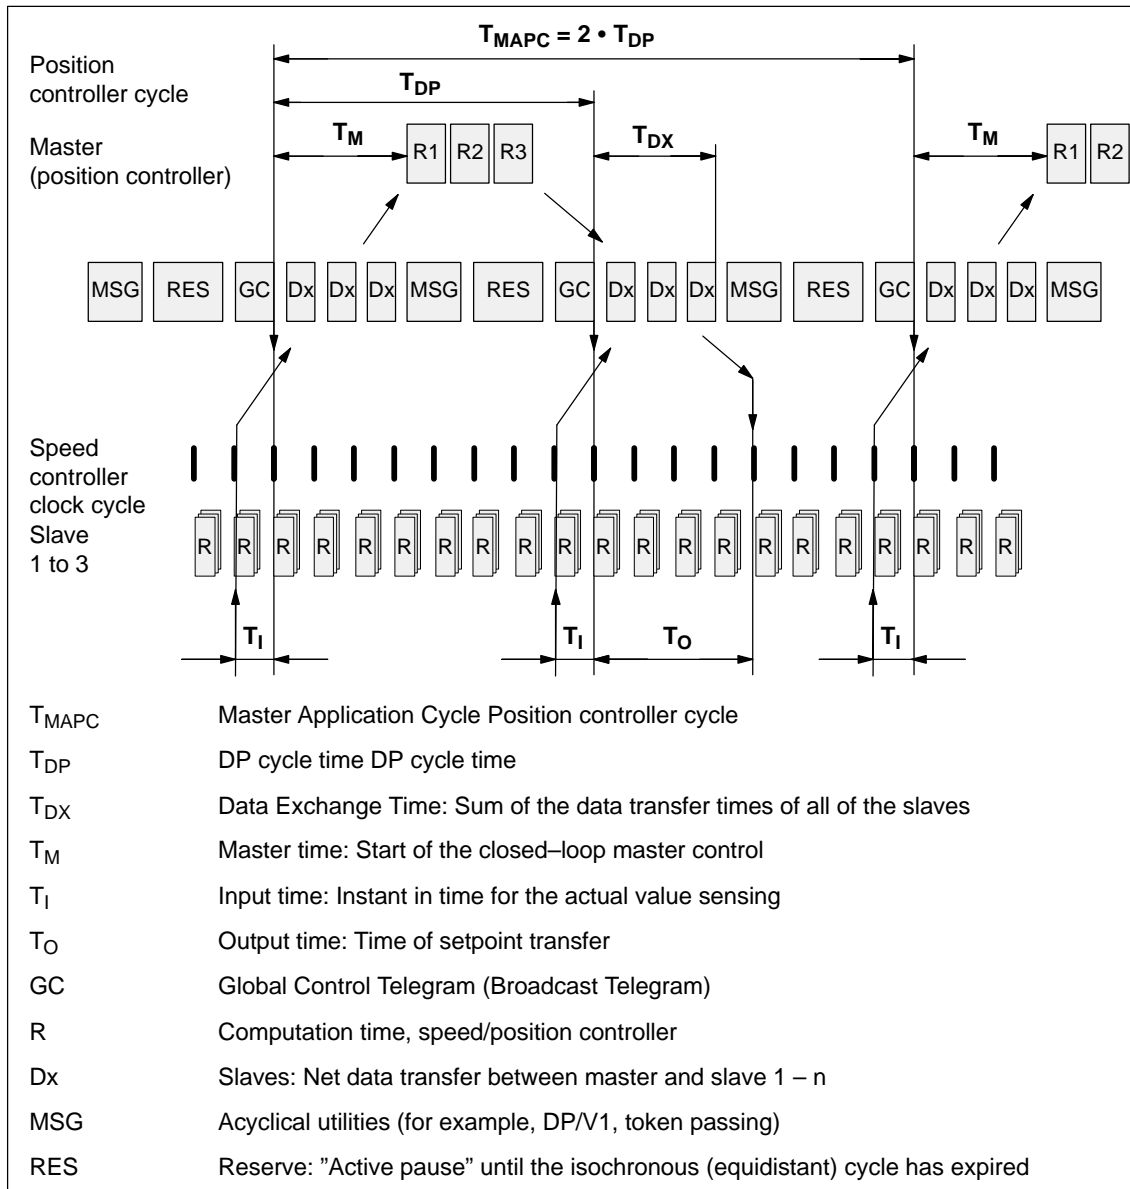 T_MAPC = 2 • T_DP
Position
controller cycle
T_DP
Master
(position controller)
T_M R1 R2 R3 T_DX T_M R1 R2
MSG RES GC Dx Dx Dx MSG RES GC Dx Dx Dx MSG RES GC Dx Dx Dx MSG
Speed
controller
clock cycle
Slave
1 to 3
R R R R R R R R R R R R R R R R R R R R R
T_I T_I T_O T_I
T_MAPC Master Application Cycle Position controller cycle
T_DP DP cycle time DP cycle time
T_DX Data Exchange Time: Sum of the data transfer times of all of the slaves
T_M Master time: Start of the closed–loop master control
T_I Input time: Instant in time for the actual value sensing
T_O Output time: Time of setpoint transfer
GC Global Control Telegram (Broadcast Telegram)
R Computation time, speed/position controller
Dx Slaves: Net data transfer between master and slave 1 – n
MSG Acyclical utilities (for example, DP/V1, token passing)
RES Reserve: ”Active pause” until the isochronous (equidistant) cycle has expired